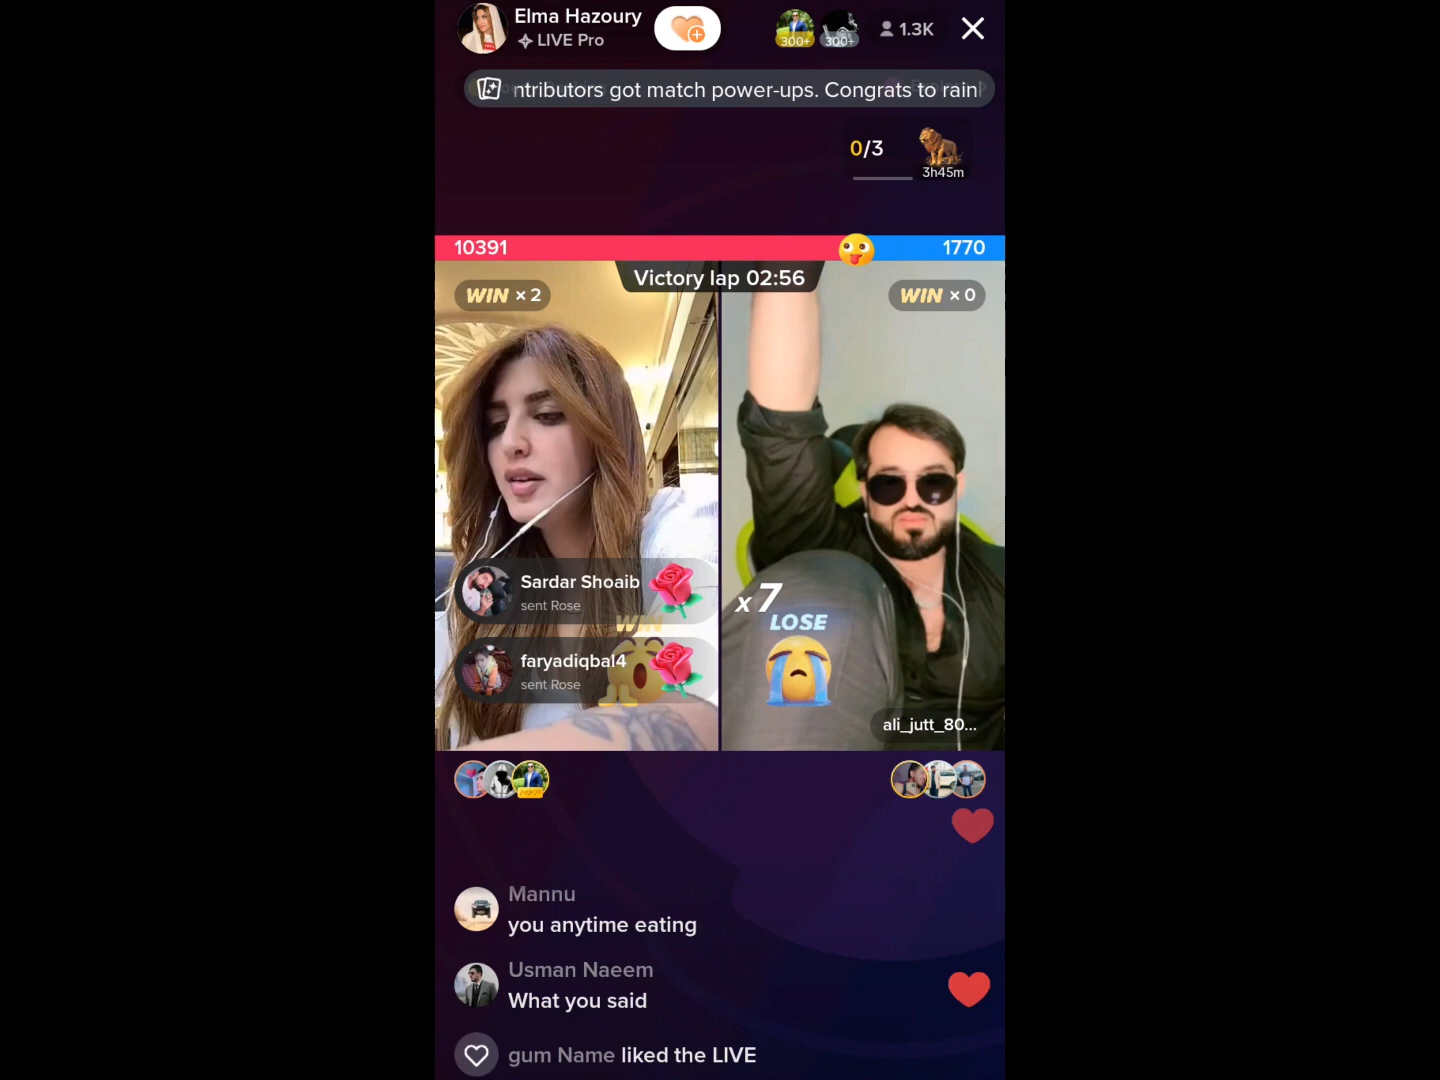 Elma Hazoury
LIVE Pro
300+
300+
1.3K
ntributors got match power-ups. Congrats to rain
0/3
3h45m
10391
1770
Victory lap 02:56
WIN × 2
WIN × 0
Sardar Shoaib
sent Rose
x7
LOSE
WIN
faryadiqbal4
sent Rose
ali_jutt_80...
Mannu
you anytime eating
Usman Naeem
What you said
gum Name liked the LIVE